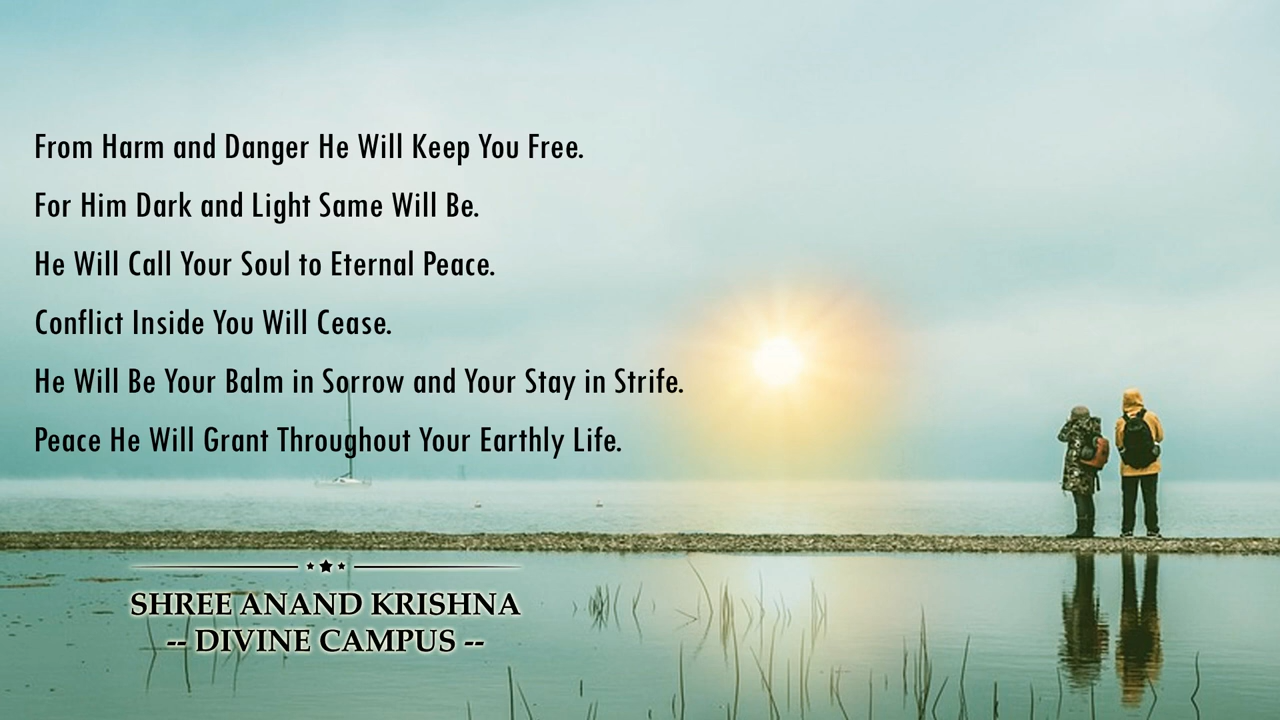 From Harm and Danger He Will Keep You Free.
For Him Dark and Light Same Will Be.
He Will Call Your Soul to Eternal Peace.
Conflict Inside You Will Cease.
He Will Be Your Balm in Sorrow and Your Stay in Strife.
Peace He Will Grant Throughout Your Earthly Life.
SHREE ANAND KRISHNA
-- DIVINE CAMPUS --